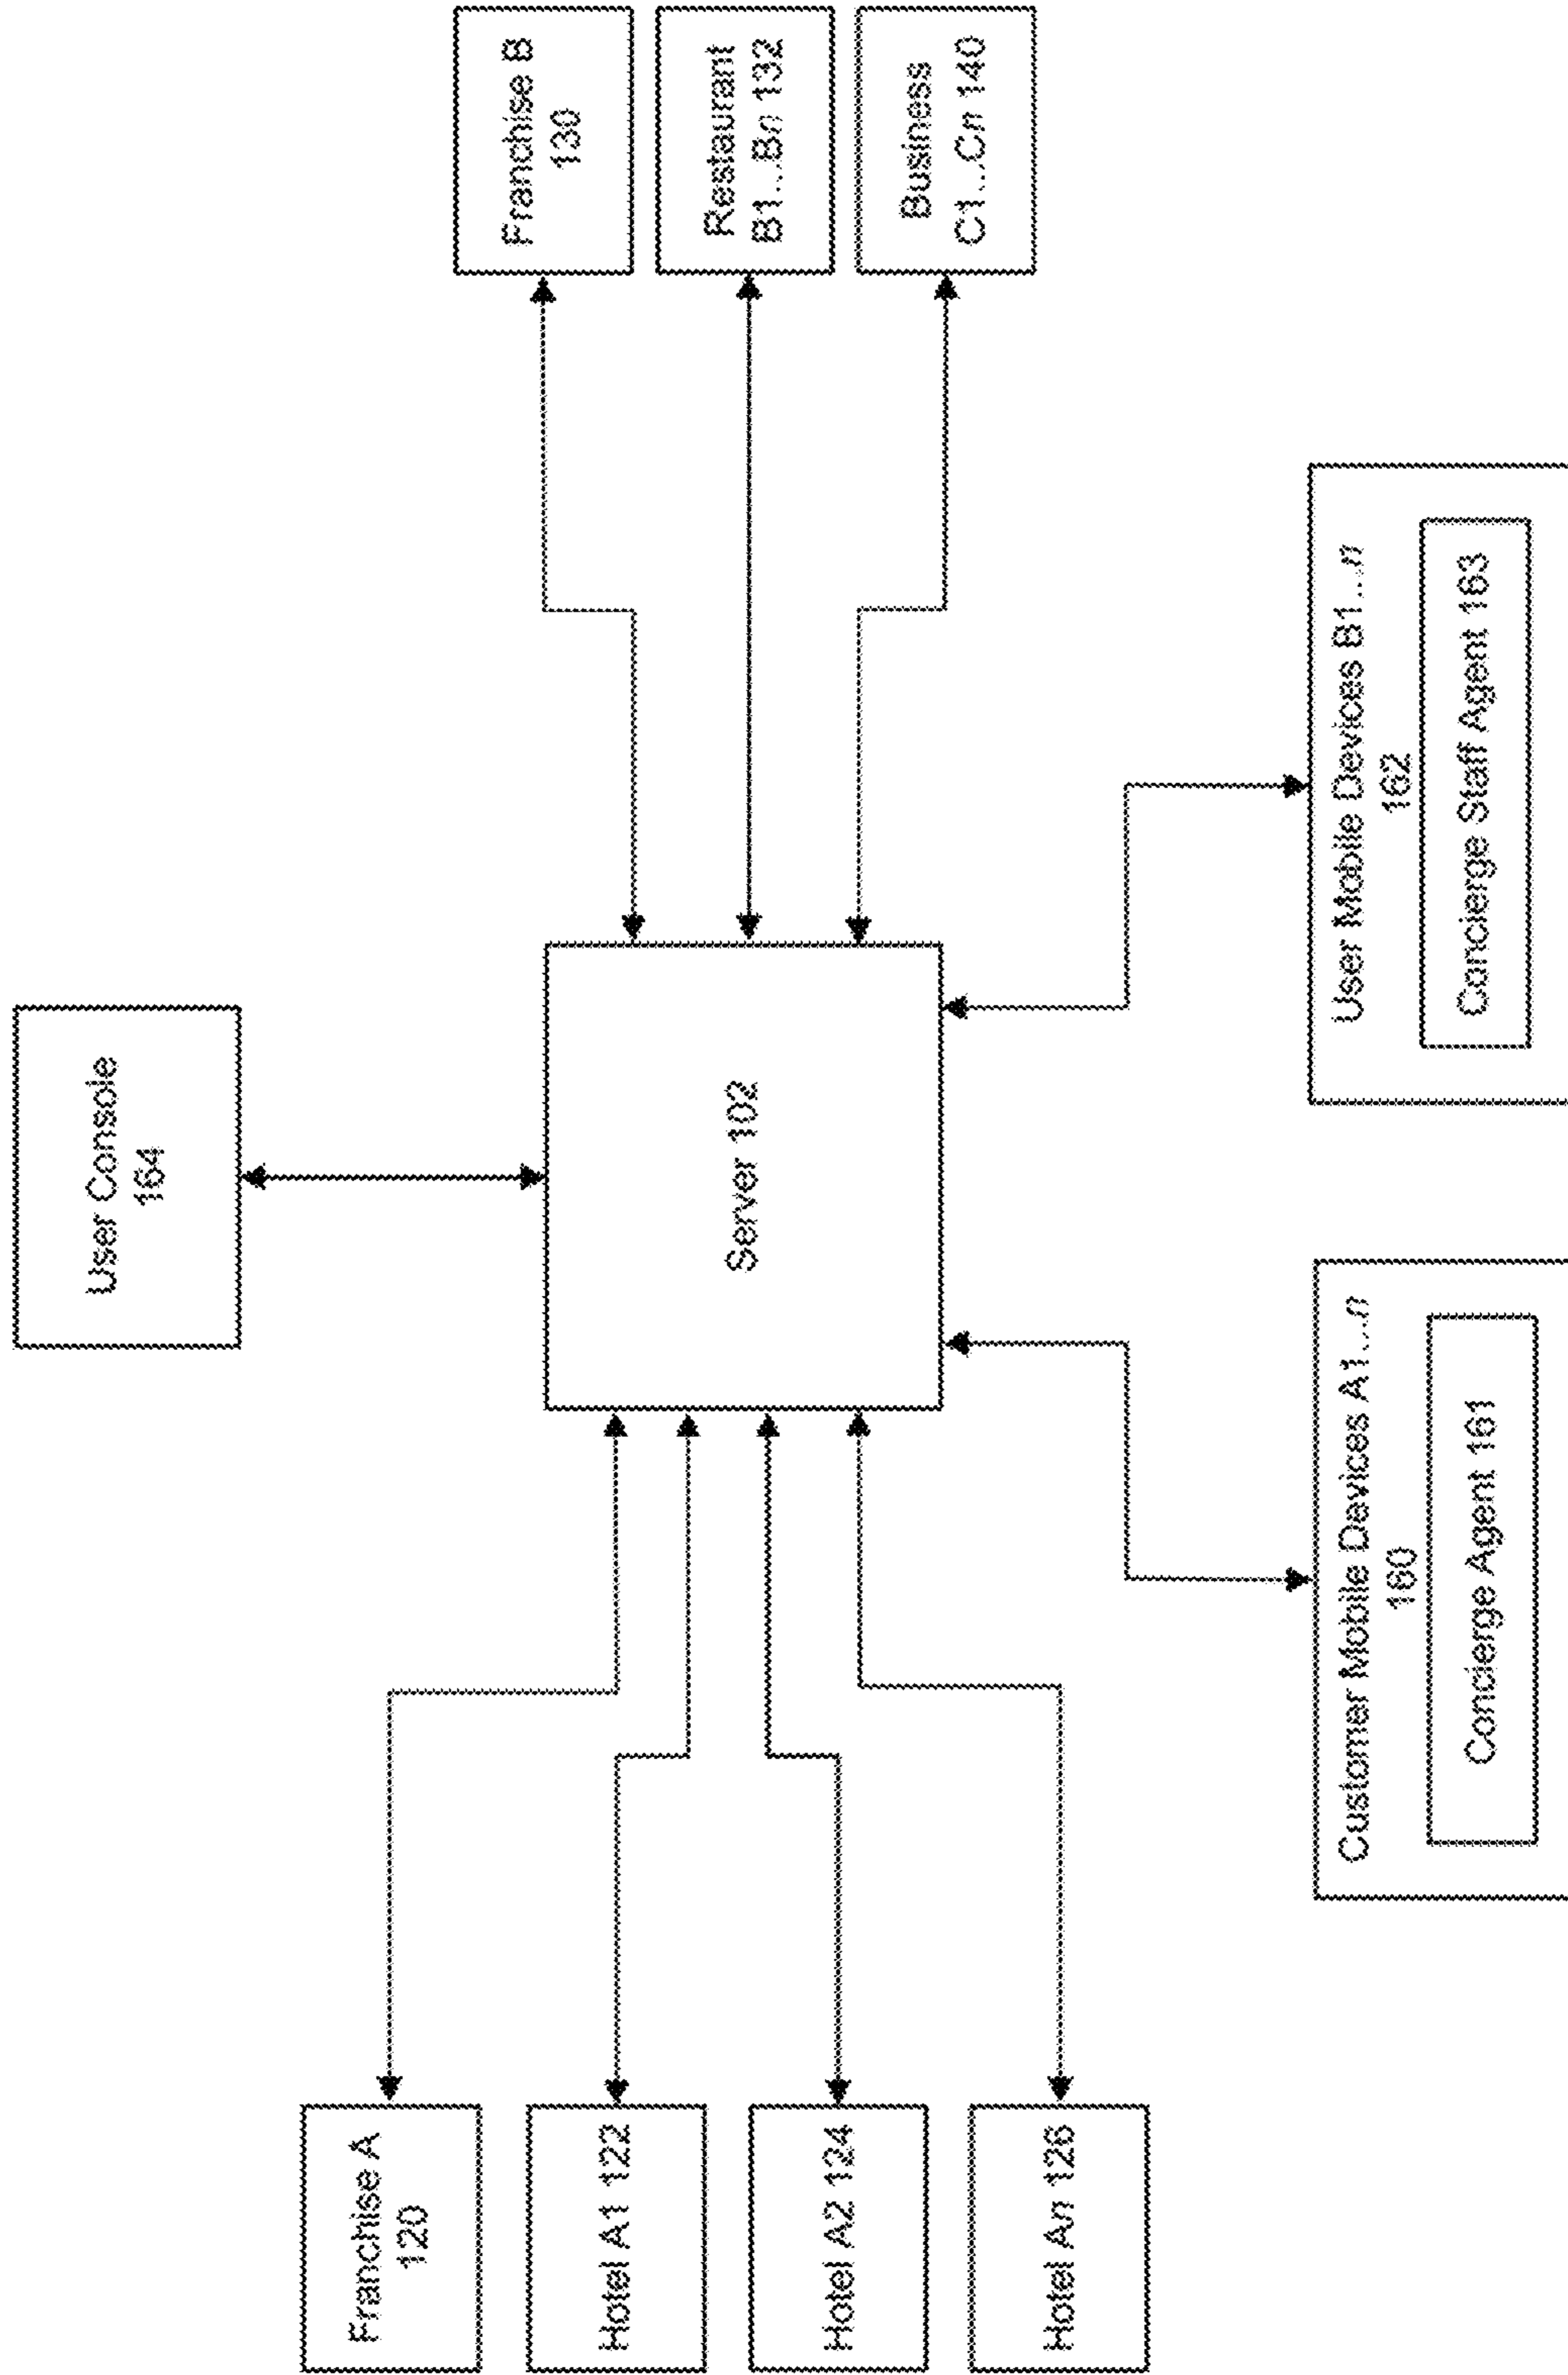 User Console
164
Franchise A
120
Hotel A1 122
Hotel A2 124
Hotel An 126
Server 102
Franchise B
130
Restaurant
B1...Bn 132
Business
C1...Cn 140
Customer Mobile Devices A1...n
160
Concierge Agent 161
User Mobile Devices B1...n
162
Concierge Staff Agent 163